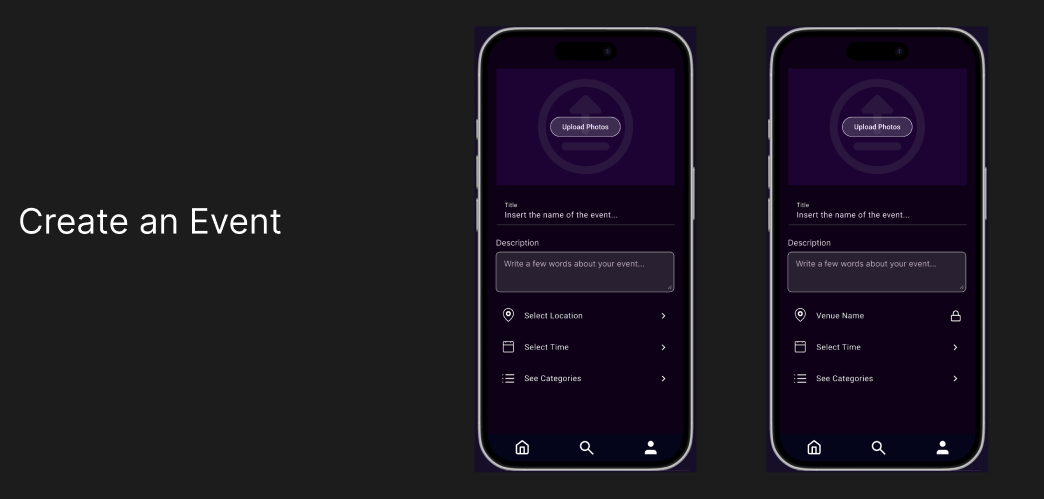 Create an Event
Upload Photos
Title
Insert the name of the event...
Description
Write a few words about your event...
Select Location
Select Time
See Categories
Upload Photos
Title
Insert the name of the event...
Description
Write a few words about your event...
Venue Name
Select Time
See Categories